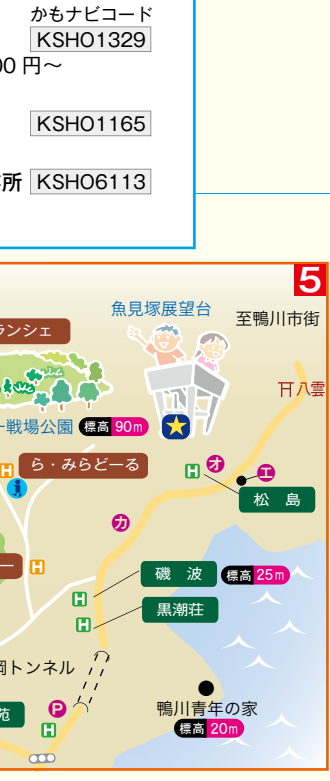 かもナビコード
KSHO1329
00 円～
KSHO1165
所 KSHO6113
5
魚見塚展望台
至鴨川市街
ランシェ
八雲
一戦場公園 標高 90m
H ら・みらどーる
i
H オ エ
松 島
カ
H
磯 波 標高 25m
H
H 黒潮荘
岡トンネル
苑 P
H
鴨川青年の家
標高 20m